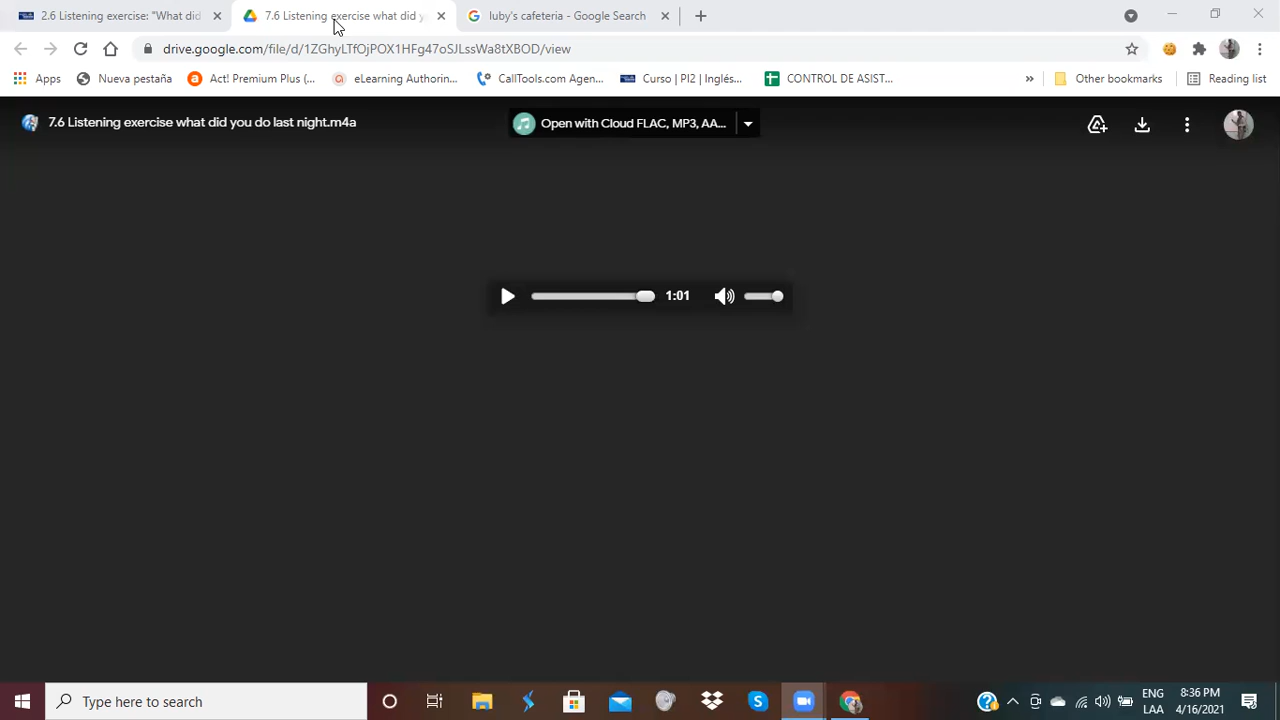 2.6 Listening exercise: "What did
7.6 Listening exercise what did y
luby's cafeteria - Google Search
drive.google.com/file/d/1ZGhyLTfOjPOX1HFg47oSJLssWa8tXBOD/view
Apps
Nueva pestaña
Act! Premium Plus (...
eLearning Authorin...
CallTools.com Agen...
Curso | PI2 | Inglés...
CONTROL DE ASIST...
»
Other bookmarks
Reading list
7.6 Listening exercise what did you do last night.m4a
Open with Cloud FLAC, MP3, AA...
1:01
Type here to search
ENG
LAA
8:36 PM
4/16/2021